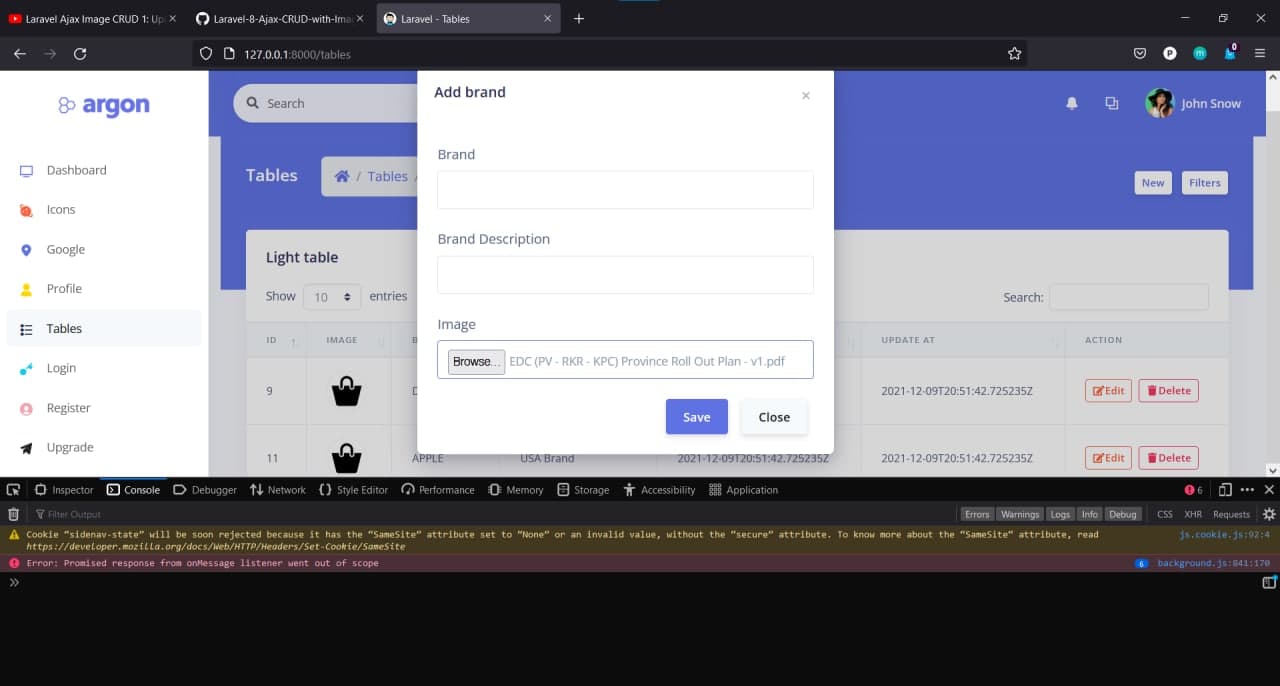 Laravel Ajax Image CRUD 1: Up
Laravel-8-Ajax-CRUD-with-Ima
Laravel - Tables
127.0.0.1:8000/tables
P
m
0
argon
Search
John Snow
Dashboard
Icons
Google
Profile
Tables
Login
Register
Upgrade
Tables
/ Tables /
New
Filters
Light table
Show 10 entries
Search:
ID
IMAGE
B
UPDATE AT
ACTION
9
D
2021-12-09T20:51:42.725235Z
Edit
Delete
11
APPLE
USA Brand
2021-12-09T20:51:42.725235Z
2021-12-09T20:51:42.725235Z
Edit
Delete
Add brand
×
Brand
Brand Description
Image
Browse... EDC (PV - RKR - KPC) Province Roll Out Plan - v1.pdf
Save
Close
Inspector
Console
Debugger
Network
Style Editor
Performance
Memory
Storage
Accessibility
Application
6
Filter Output
Errors
Warnings
Logs
Info
Debug
CSS
XHR
Requests
Cookie “sidenav-state” will be soon rejected because it has the “SameSite” attribute set to “None” or an invalid value, without the “secure” attribute. To know more about the “SameSite“ attribute, read
js.cookie.js:92:4
https://developer.mozilla.org/docs/Web/HTTP/Headers/Set-Cookie/SameSite
Error: Promised response from onMessage listener went out of scope
6 background.js:841:170